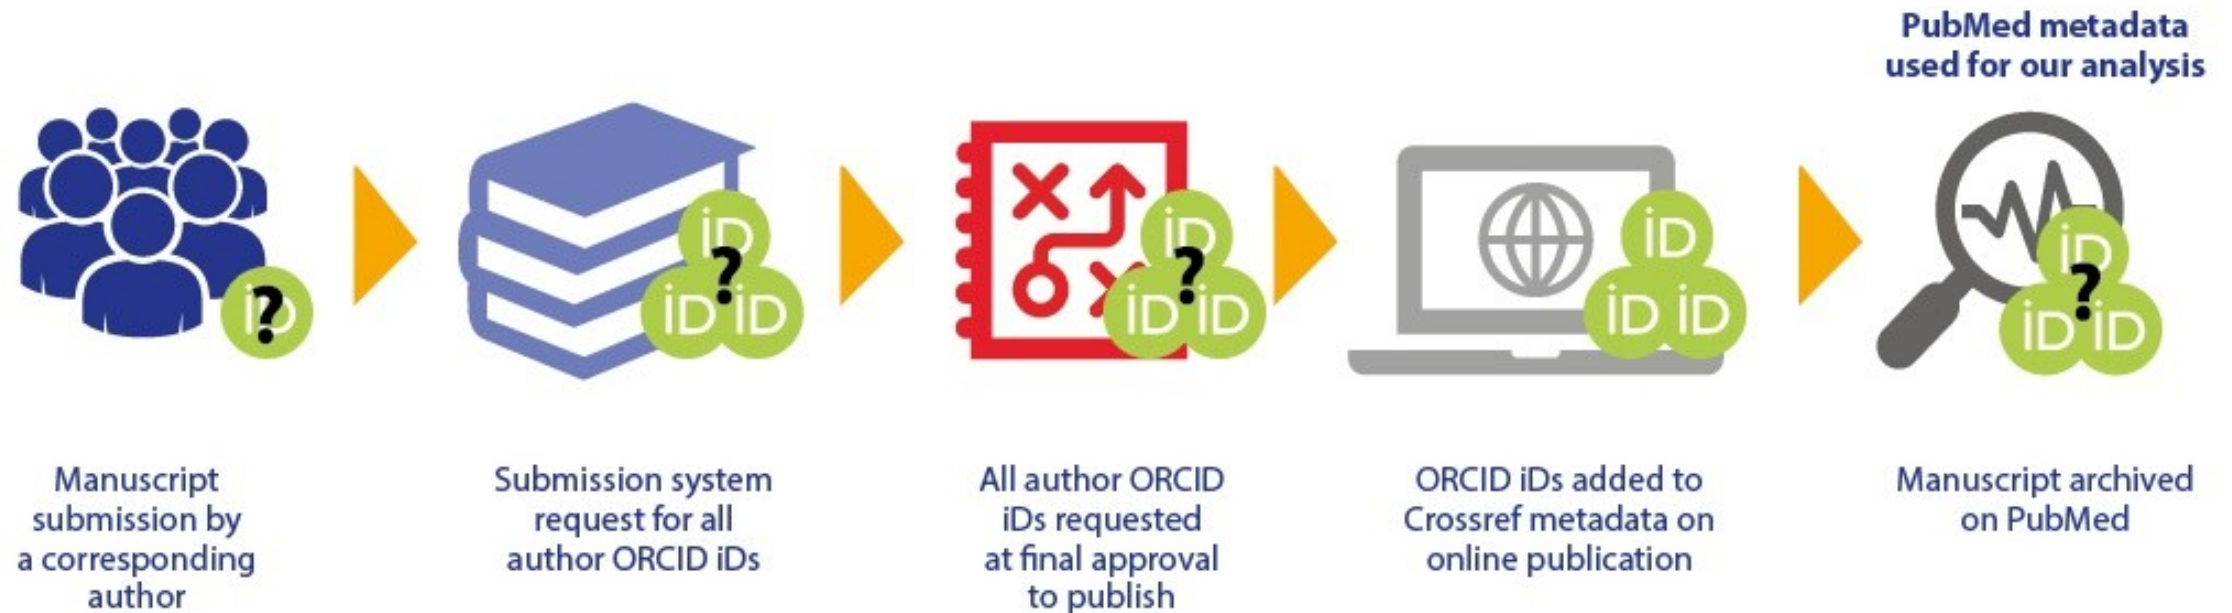 PubMed metadata
used for our analysis
iD
?
iD
?
iD iD
iD
?
iD iD
iD
iD iD
iD
?
iD iD
Manuscript
submission by
a corresponding
author
Submission system
request for all
author ORCID iDs
All author ORCID
iDs requested
at final approval
to publish
ORCID iDs added to
Crossref metadata on
online publication
Manuscript archived
on PubMed